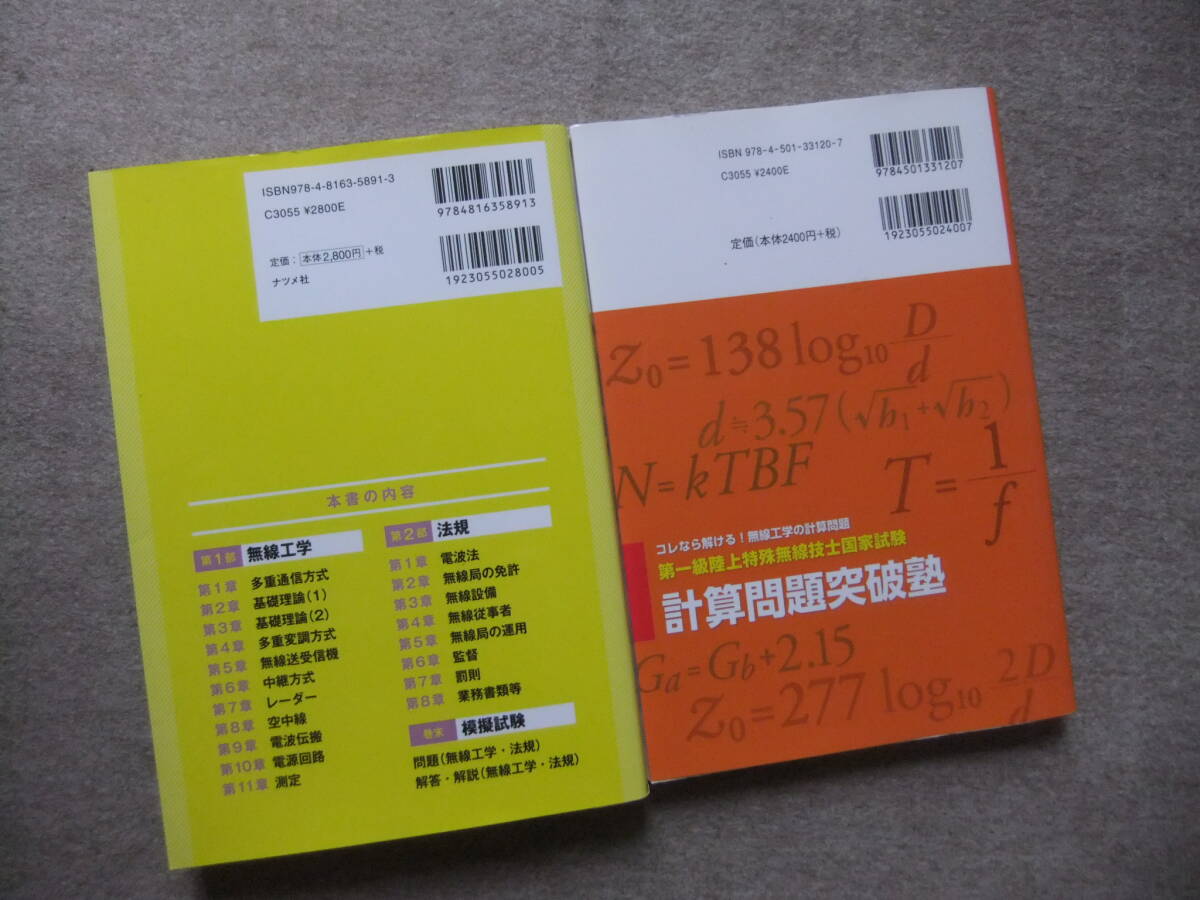 ISBN978-4-8163-5891-3
C3055 ¥2800E
定価：本体2,800円+税
ナツメ社
9784816358913
1923055028005
本書の内容
第1部 無線工学
第1章 多重通信方式
第2章 基礎理論(1)
第3章 基礎理論(2)
第4章 多重変調方式
第5章 無線送受信機
第6章 中継方式
第7章 レーダー
第8章 空中線
第9章 電波伝搬
第10章 電源回路
第11章 測定
第2部 法規
第1章 電波法
第2章 無線局の免許
第3章 無線設備
第4章 無線従事者
第5章 無線局の運用
第6章 監督
第7章 罰則
第8章 業務書類等
巻末 模擬試験
問題(無線工学・法規)
解答・解説(無線工学・法規)
ISBN 978-4-501-33120-7
C3055 ¥2400E
9784501331207
定価(本体2400円+税)
1923055024007
Z₀=138 log₁₀ D/d
d≒3.57(√h₁+√h₂)
N=kTBF
T=1/f
コレなら解ける！無線工学の計算問題
第一級陸上特殊無線技士国家試験
計算問題突破塾
Ga=Gb+2.15
Z₀=277 log₁₀ 2D/d